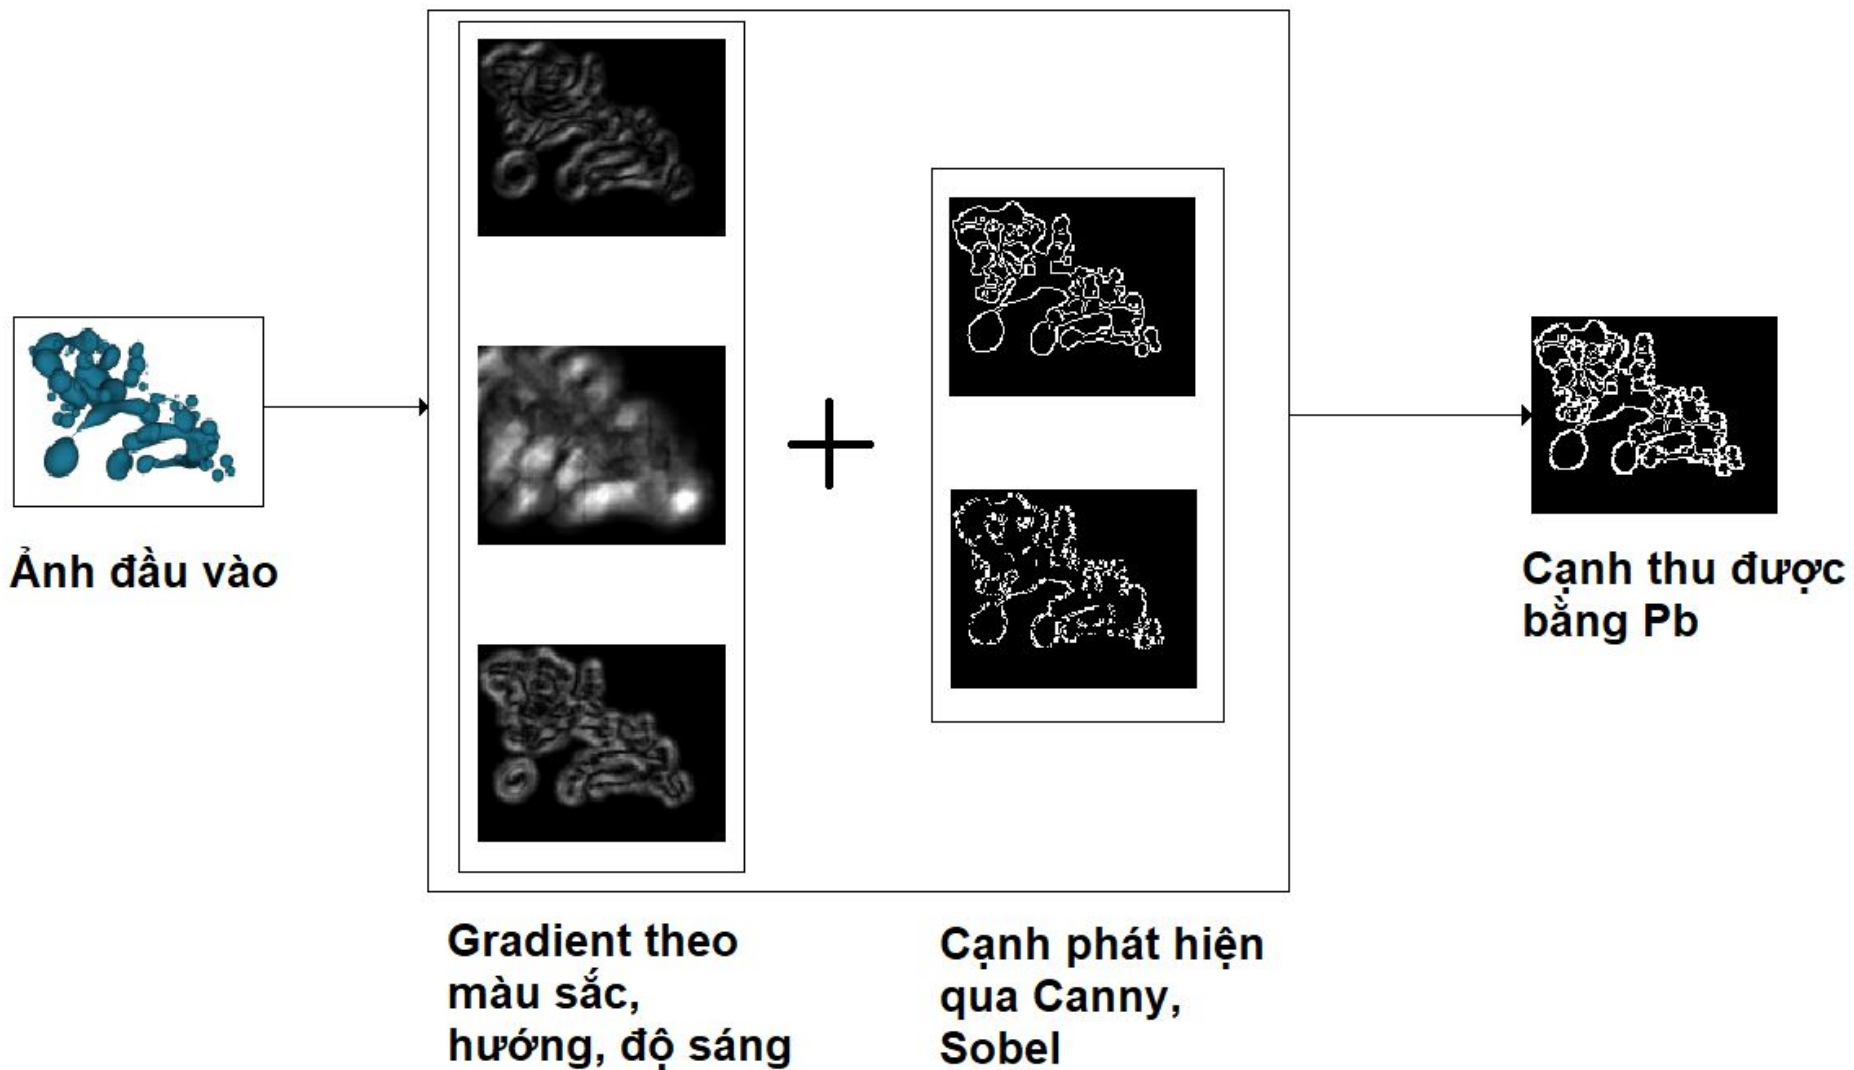 Ảnh đầu vào
Gradient theo
màu sắc,
hướng, độ sáng
Cạnh phát hiện
qua Canny,
Sobel
Cạnh thu được
bằng Pb